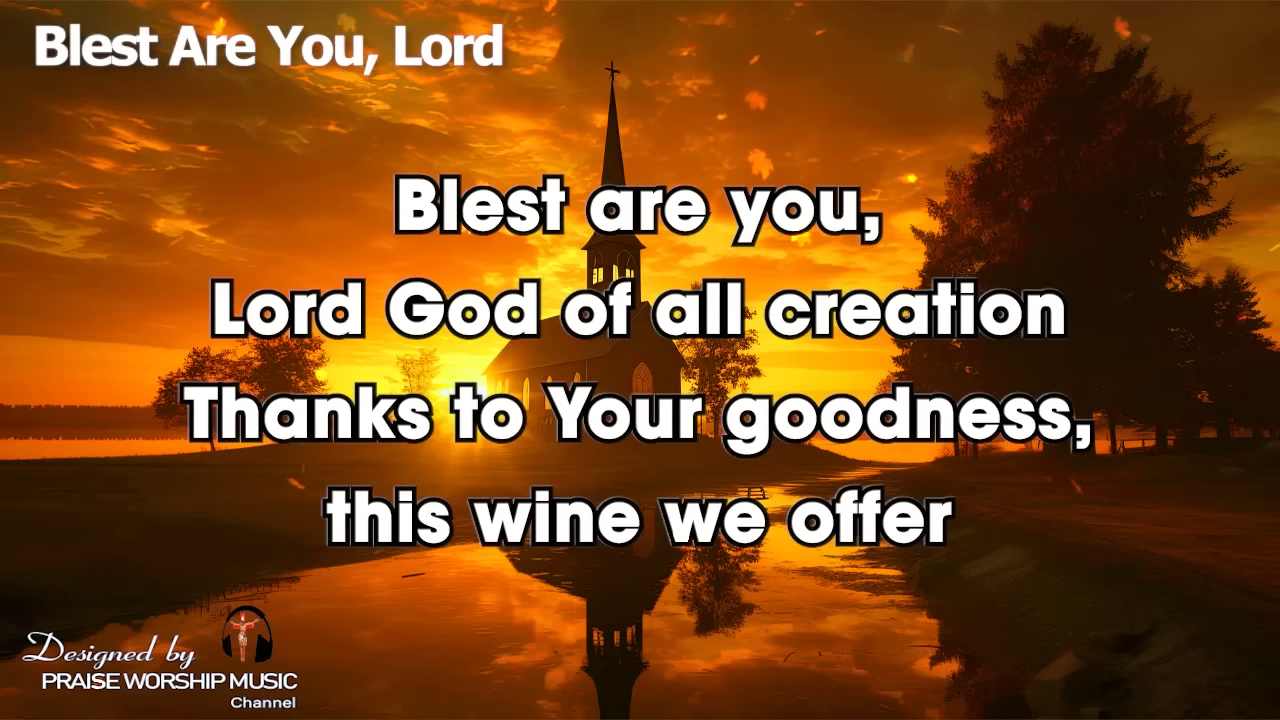 Blest Are You, Lord
Blest are you,
Lord God of all creation
Thanks to Your goodness,
this wine we offer
Designed by
PRAISE WORSHIP MUSIC
Channel